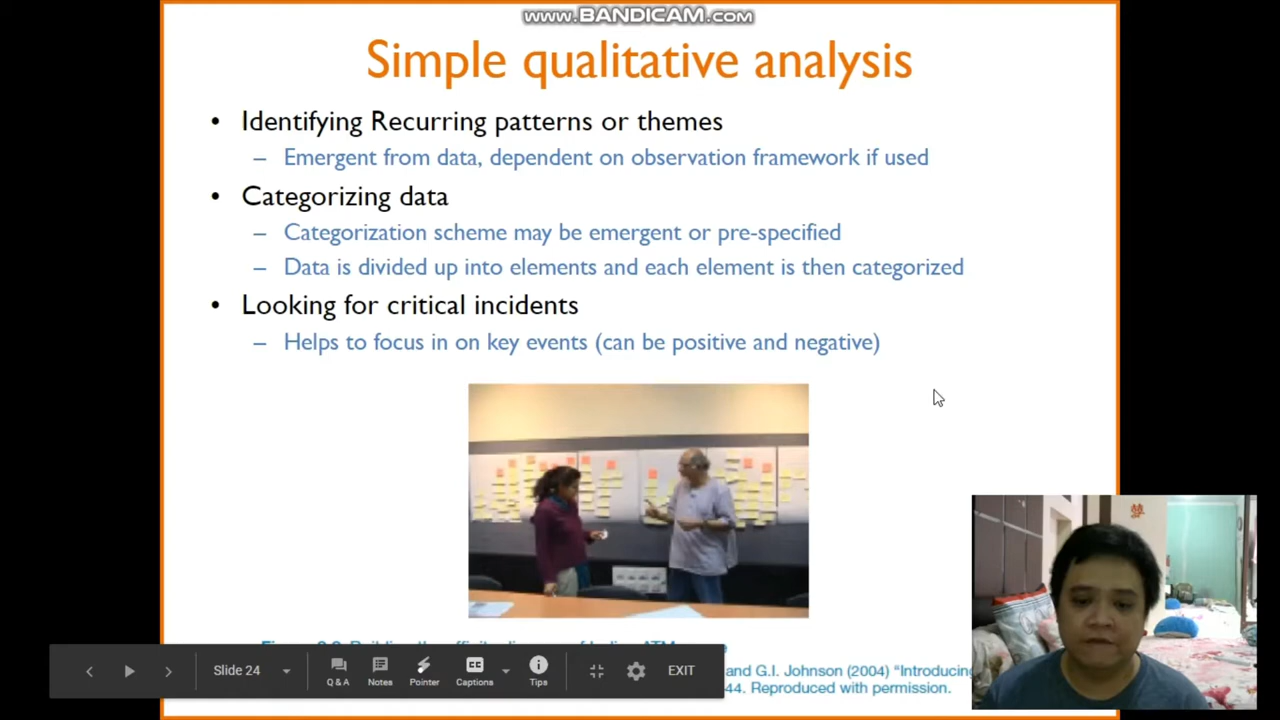 www.BANDICAM.com
Simple qualitative analysis
• Identifying Recurring patterns or themes
– Emergent from data, dependent on observation framework if used
• Categorizing data
– Categorization scheme may be emergent or pre-specified
– Data is divided up into elements and each element is then categorized
• Looking for critical incidents
– Helps to focus in on key events (can be positive and negative)
and G.I. Johnson (2004) “Introducing
44. Reproduced with permission.
Slide 24
Q & A
Notes
Pointer
Captions
Tips
EXIT